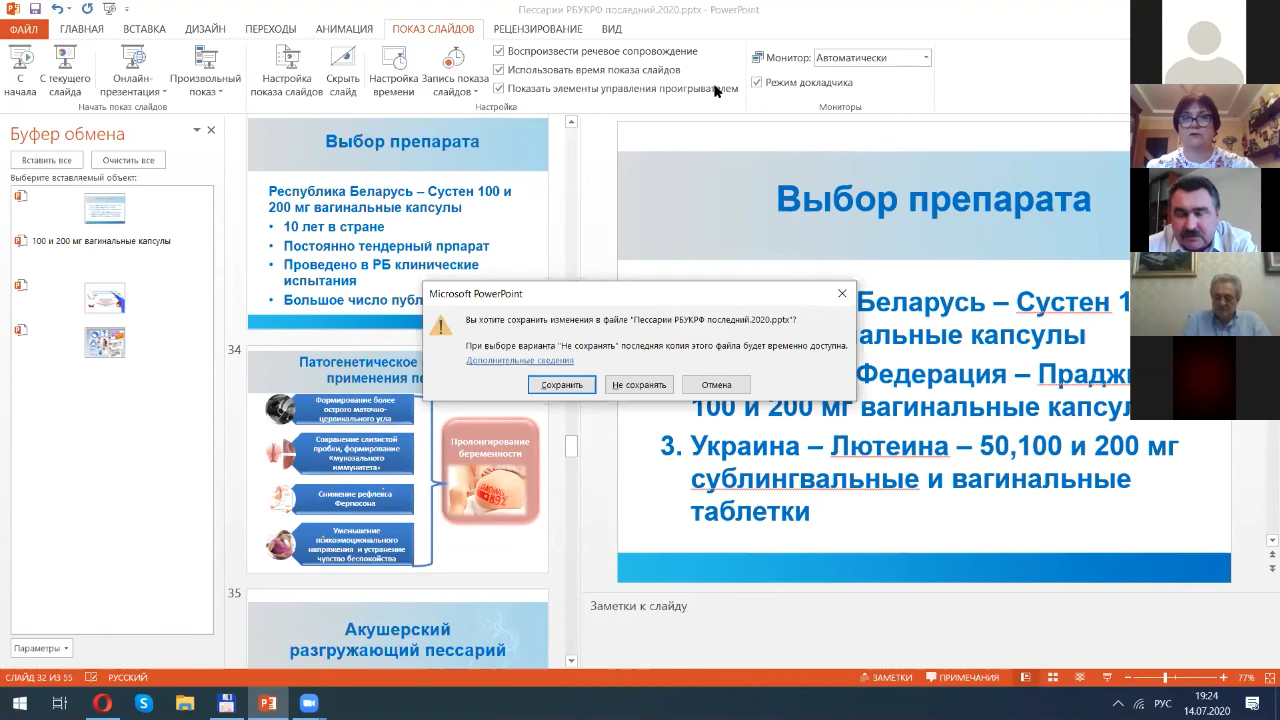 Пессарии РБУКРФ последний.2020.pptx - PowerPoint
ФАЙЛ ГЛАВНАЯ ВСТАВКА ДИЗАЙН ПЕРЕХОДЫ АНИМАЦИЯ ПОКАЗ СЛАЙДОВ РЕЦЕНЗИРОВАНИЕ ВИД
С начала
С текущего слайда
Онлайн-презентация
Произвольный показ
Начать показ слайдов
Настройка показа слайдов
Скрыть слайд
Настройка времени
Запись показа слайдов
Воспроизвести речевое сопровождение
Использовать время показа слайдов
Показать элементы управления проигрывателем
Настройка
Монитор: Автоматически
Режим докладчика
Мониторы
Буфер обмена
Вставить все
Очистить все
Выберите вставляемый объект:
100 и 200 мг вагинальные капсулы
Параметры
Выбор препарата
Республика Беларусь – Сустен 100 и
200 мг вагинальные капсулы
• 10 лет в стране
• Постоянно тендерный прпарат
• Проведено в РБ клинические
испытания
• Большое число публ
34
Патогенетическое
применения пе
Формирование более
острого маточно-
цервикального угла
Сохранение слизистой
пробки, формирование
«мукозального
иммунитета»
Снижение рефлекса
Фергюсона
Уменьшение
психоэмоционального
напряжения и устранение
чувство беспокойства
Пролонгирование
беременности
35
Акушерский
разгружающий пессарий
Выбор препарата
Беларусь – Сустен 1
альные капсулы
Федерация – Прадж
100 и 200 мг вагинальные капсул
3. Украина – Лютеина – 50,100 и 200 мг
сублингвальные и вагинальные
таблетки
Microsoft PowerPoint
Вы хотите сохранить изменения в файле "Пессарии РБУКРФ последний.2020.pptx"?
При выборе варианта "Не сохранять" последняя копия этого файла будет временно доступна.
Дополнительные сведения
Сохранить
Не сохранять
Отмена
Заметки к слайду
СЛАЙД 32 ИЗ 55 РУССКИЙ
ЗАМЕТКИ ПРИМЕЧАНИЯ 77%
РУС
19:24
14.07.2020